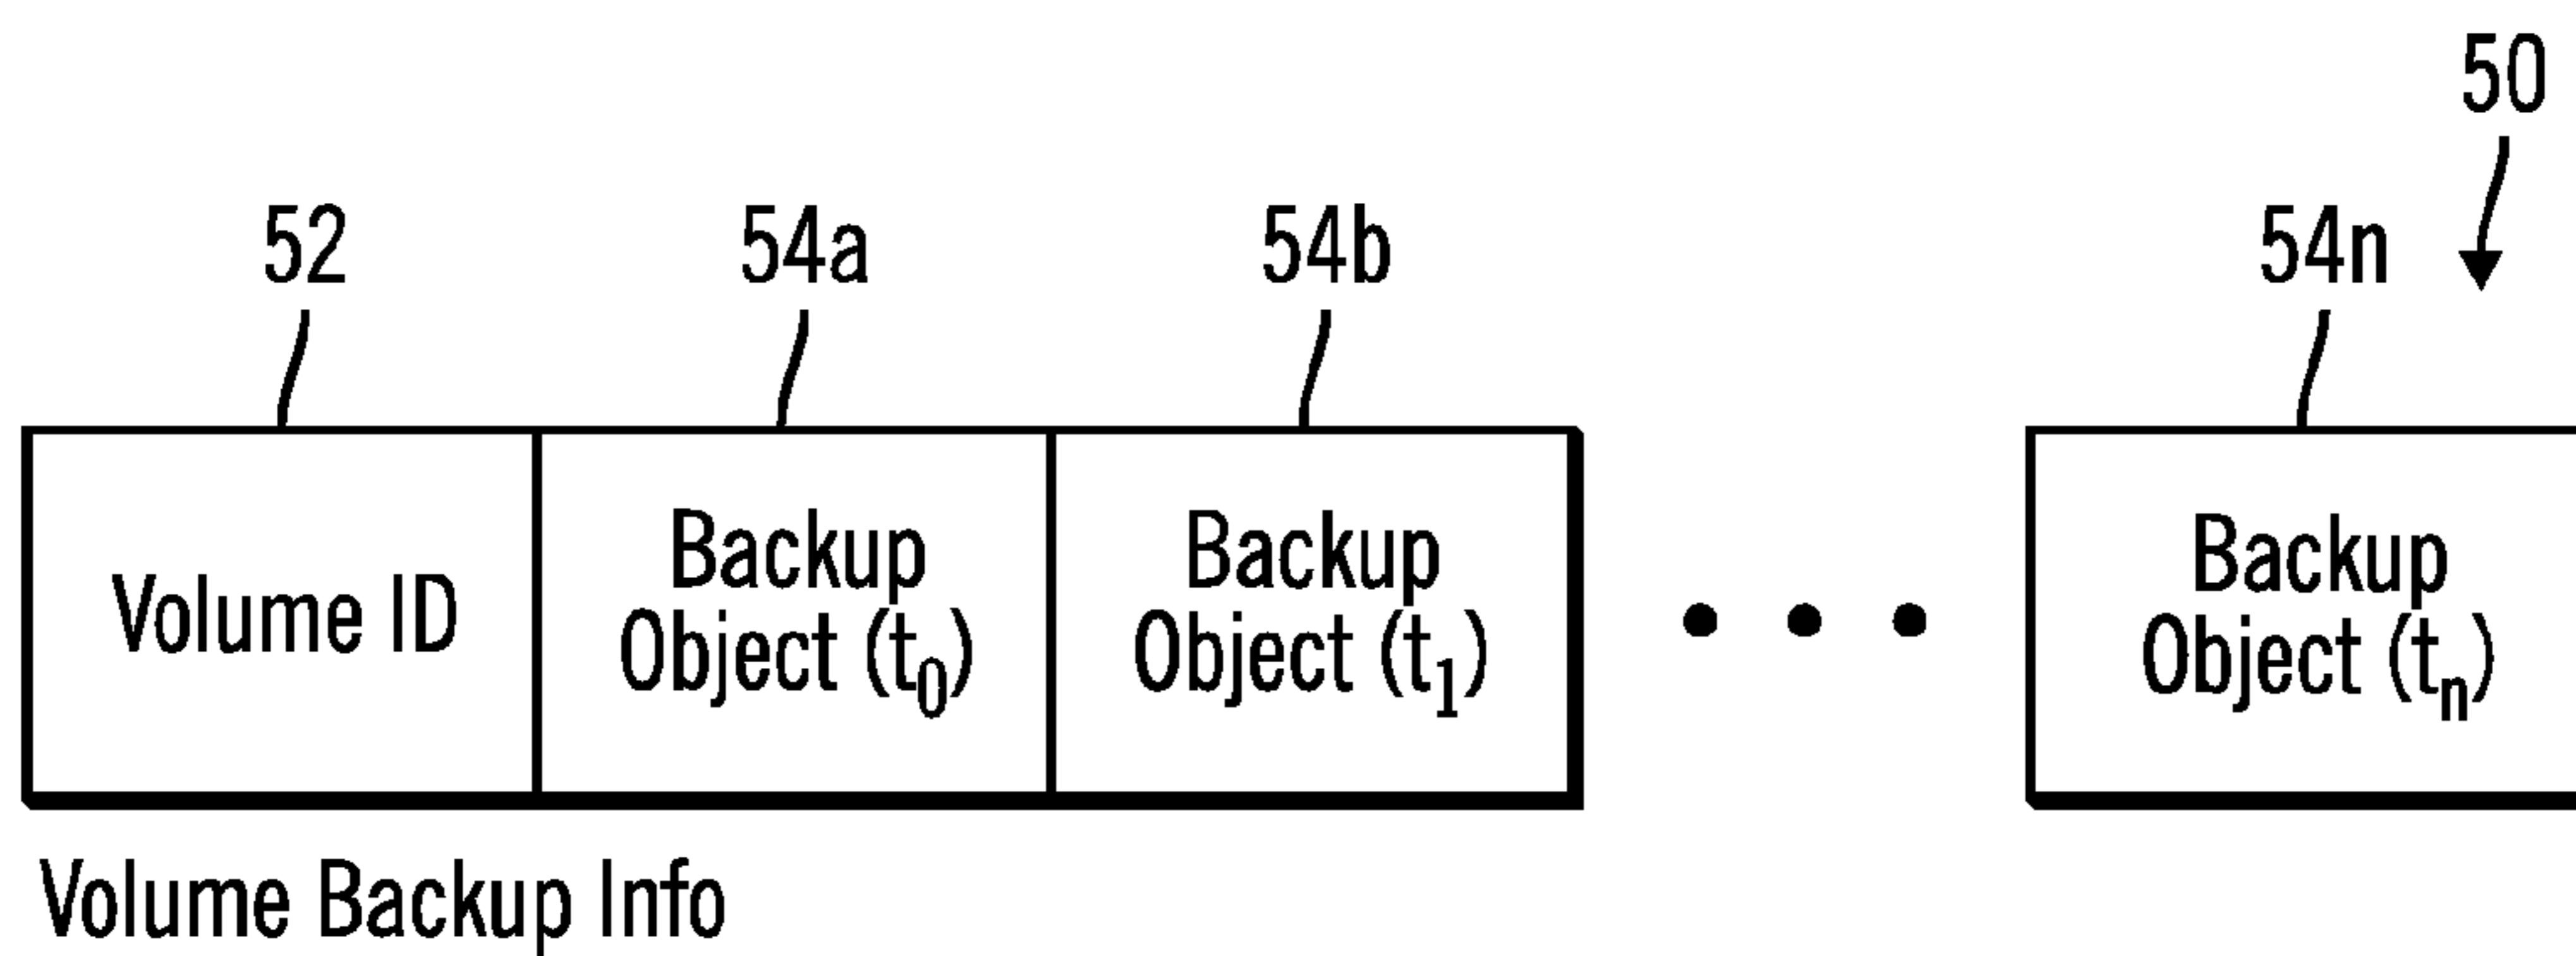 50
52 54a 54b 54n
Volume ID
Backup
Object (t0)
Backup
Object (t1)
Backup
Object (tn)
Volume Backup Info